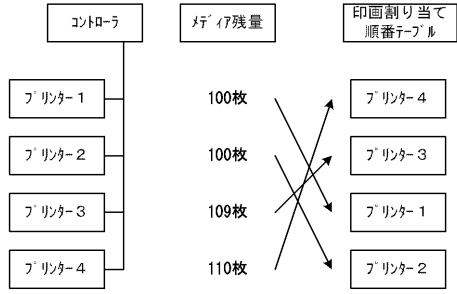 コントローラ
メディア残量
印画割り当て
順番テーブル
プリンター1
100枚
プリンター4
プリンター2
100枚
プリンター3
プリンター3
109枚
プリンター1
プリンター4
110枚
プリンター2